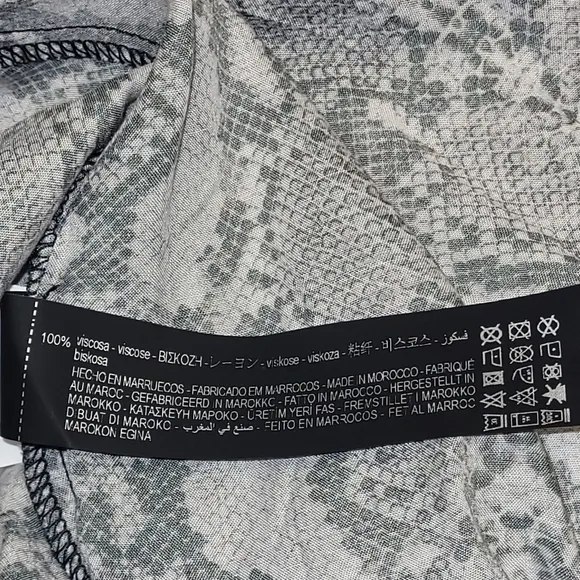 100% viscosa - viscose - ΒΙΣΚΟΖΗ - レーヨン - viskose - viskoza - 粘纤 - 비스코스 - فسكوز
biskosa
HECHO EN MARRUECOS - FABRICADO EM MARROCOS - MADE IN MOROCCO - FABRIQUÉ
AU MAROC - GEFABRICEERD IN MAROKKO - FATTO IN MAROCCO - HERGESTELLT IN
MAROKKO - ΚΑΤΑΣΚΕΥΗ ΜΑΡΟΚΟ - ÜRETİM YERİ FAS - FREMSTILLET I MAROKKO
DIBUAT DI MAROKO - صنع في المغرب - FEITO EN MARROCOS - FET AL MARROC
MARCKON EGINA